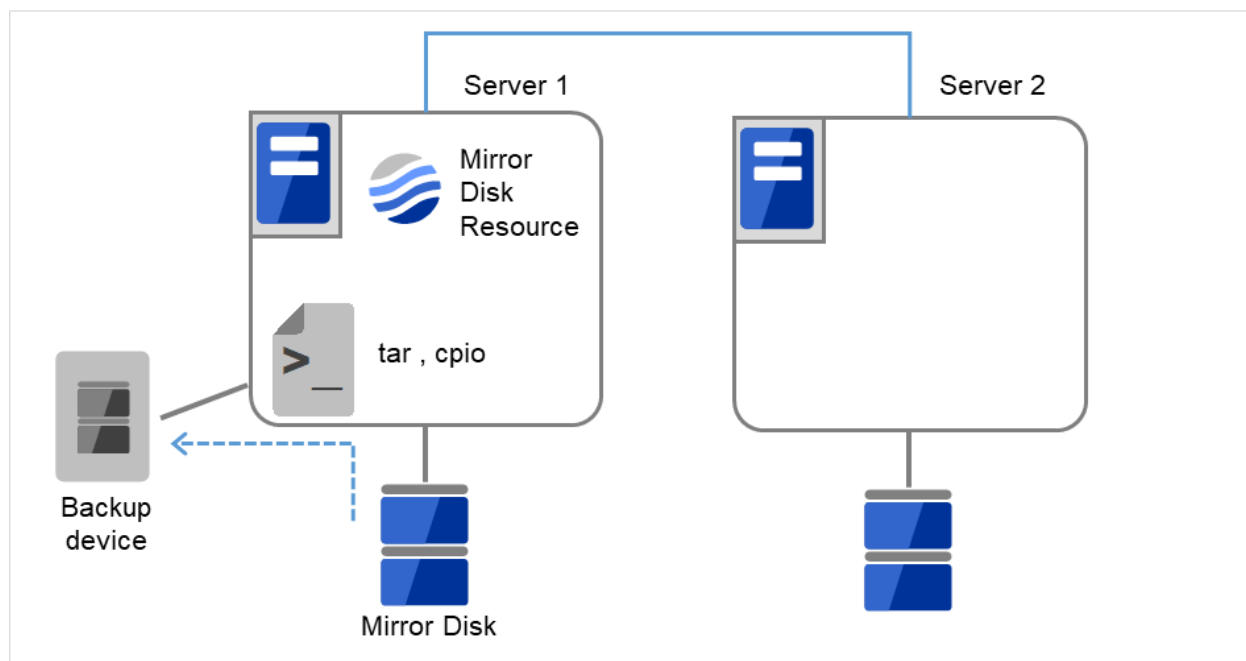 Server 1
Server 2
Mirror
Disk
Resource
tar , cpio
Backup
device
Mirror Disk